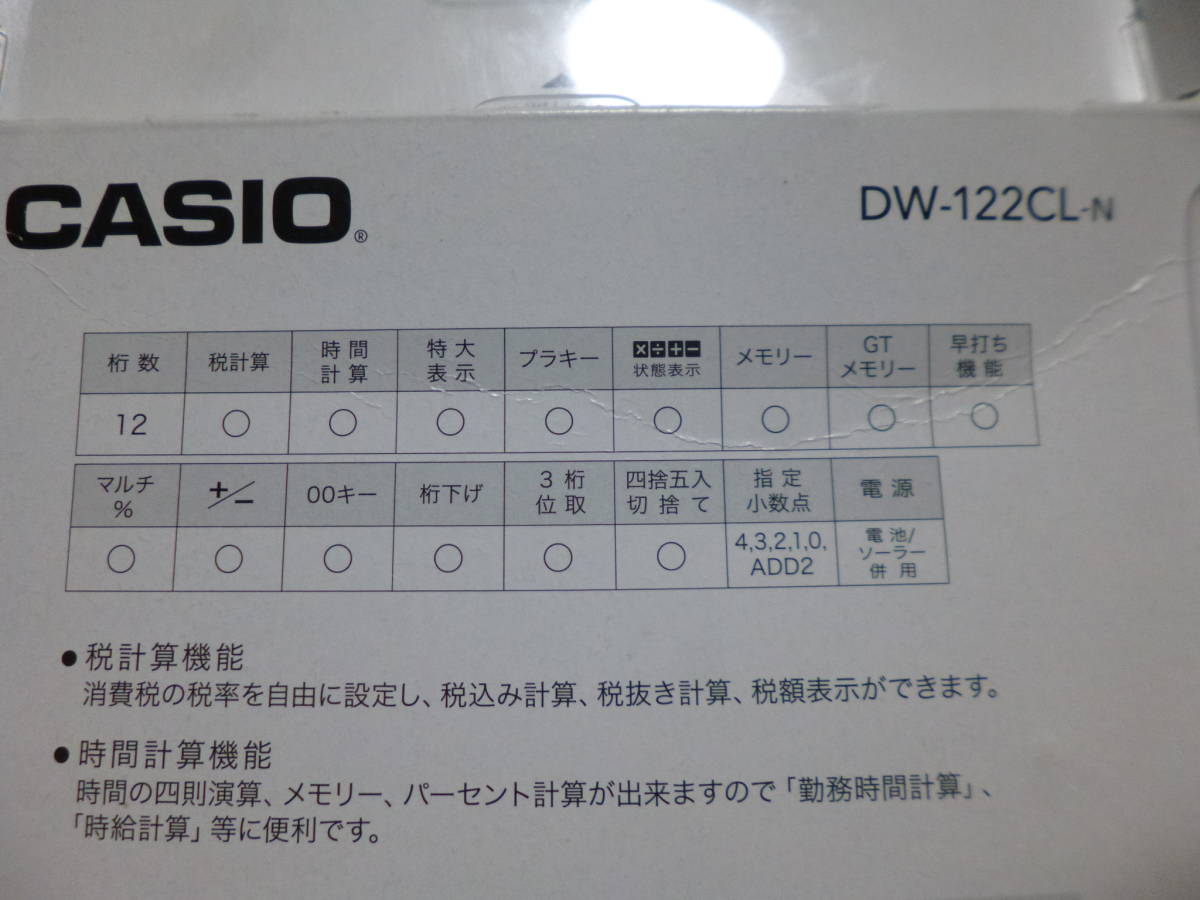 CASIO®
DW-122CL-N
桁数 税計算 時間計算 特大表示 プラキー ×÷+−状態表示 メモリー GTメモリー 早打ち機能
12 ○ ○ ○ ○ ○ ○ ○ ○
マルチ% +/− 00キー 桁下げ 3桁位取 四捨五入切捨て 指定小数点 電源
○ ○ ○ ○ ○ ○ 4,3,2,1,0,ADD2 電池/ソーラー併用
●税計算機能
消費税の税率を自由に設定し、税込み計算、税抜き計算、税額表示ができます。
●時間計算機能
時間の四則演算、メモリー、パーセント計算が出来ますので「勤務時間計算」、
「時給計算」等に便利です。